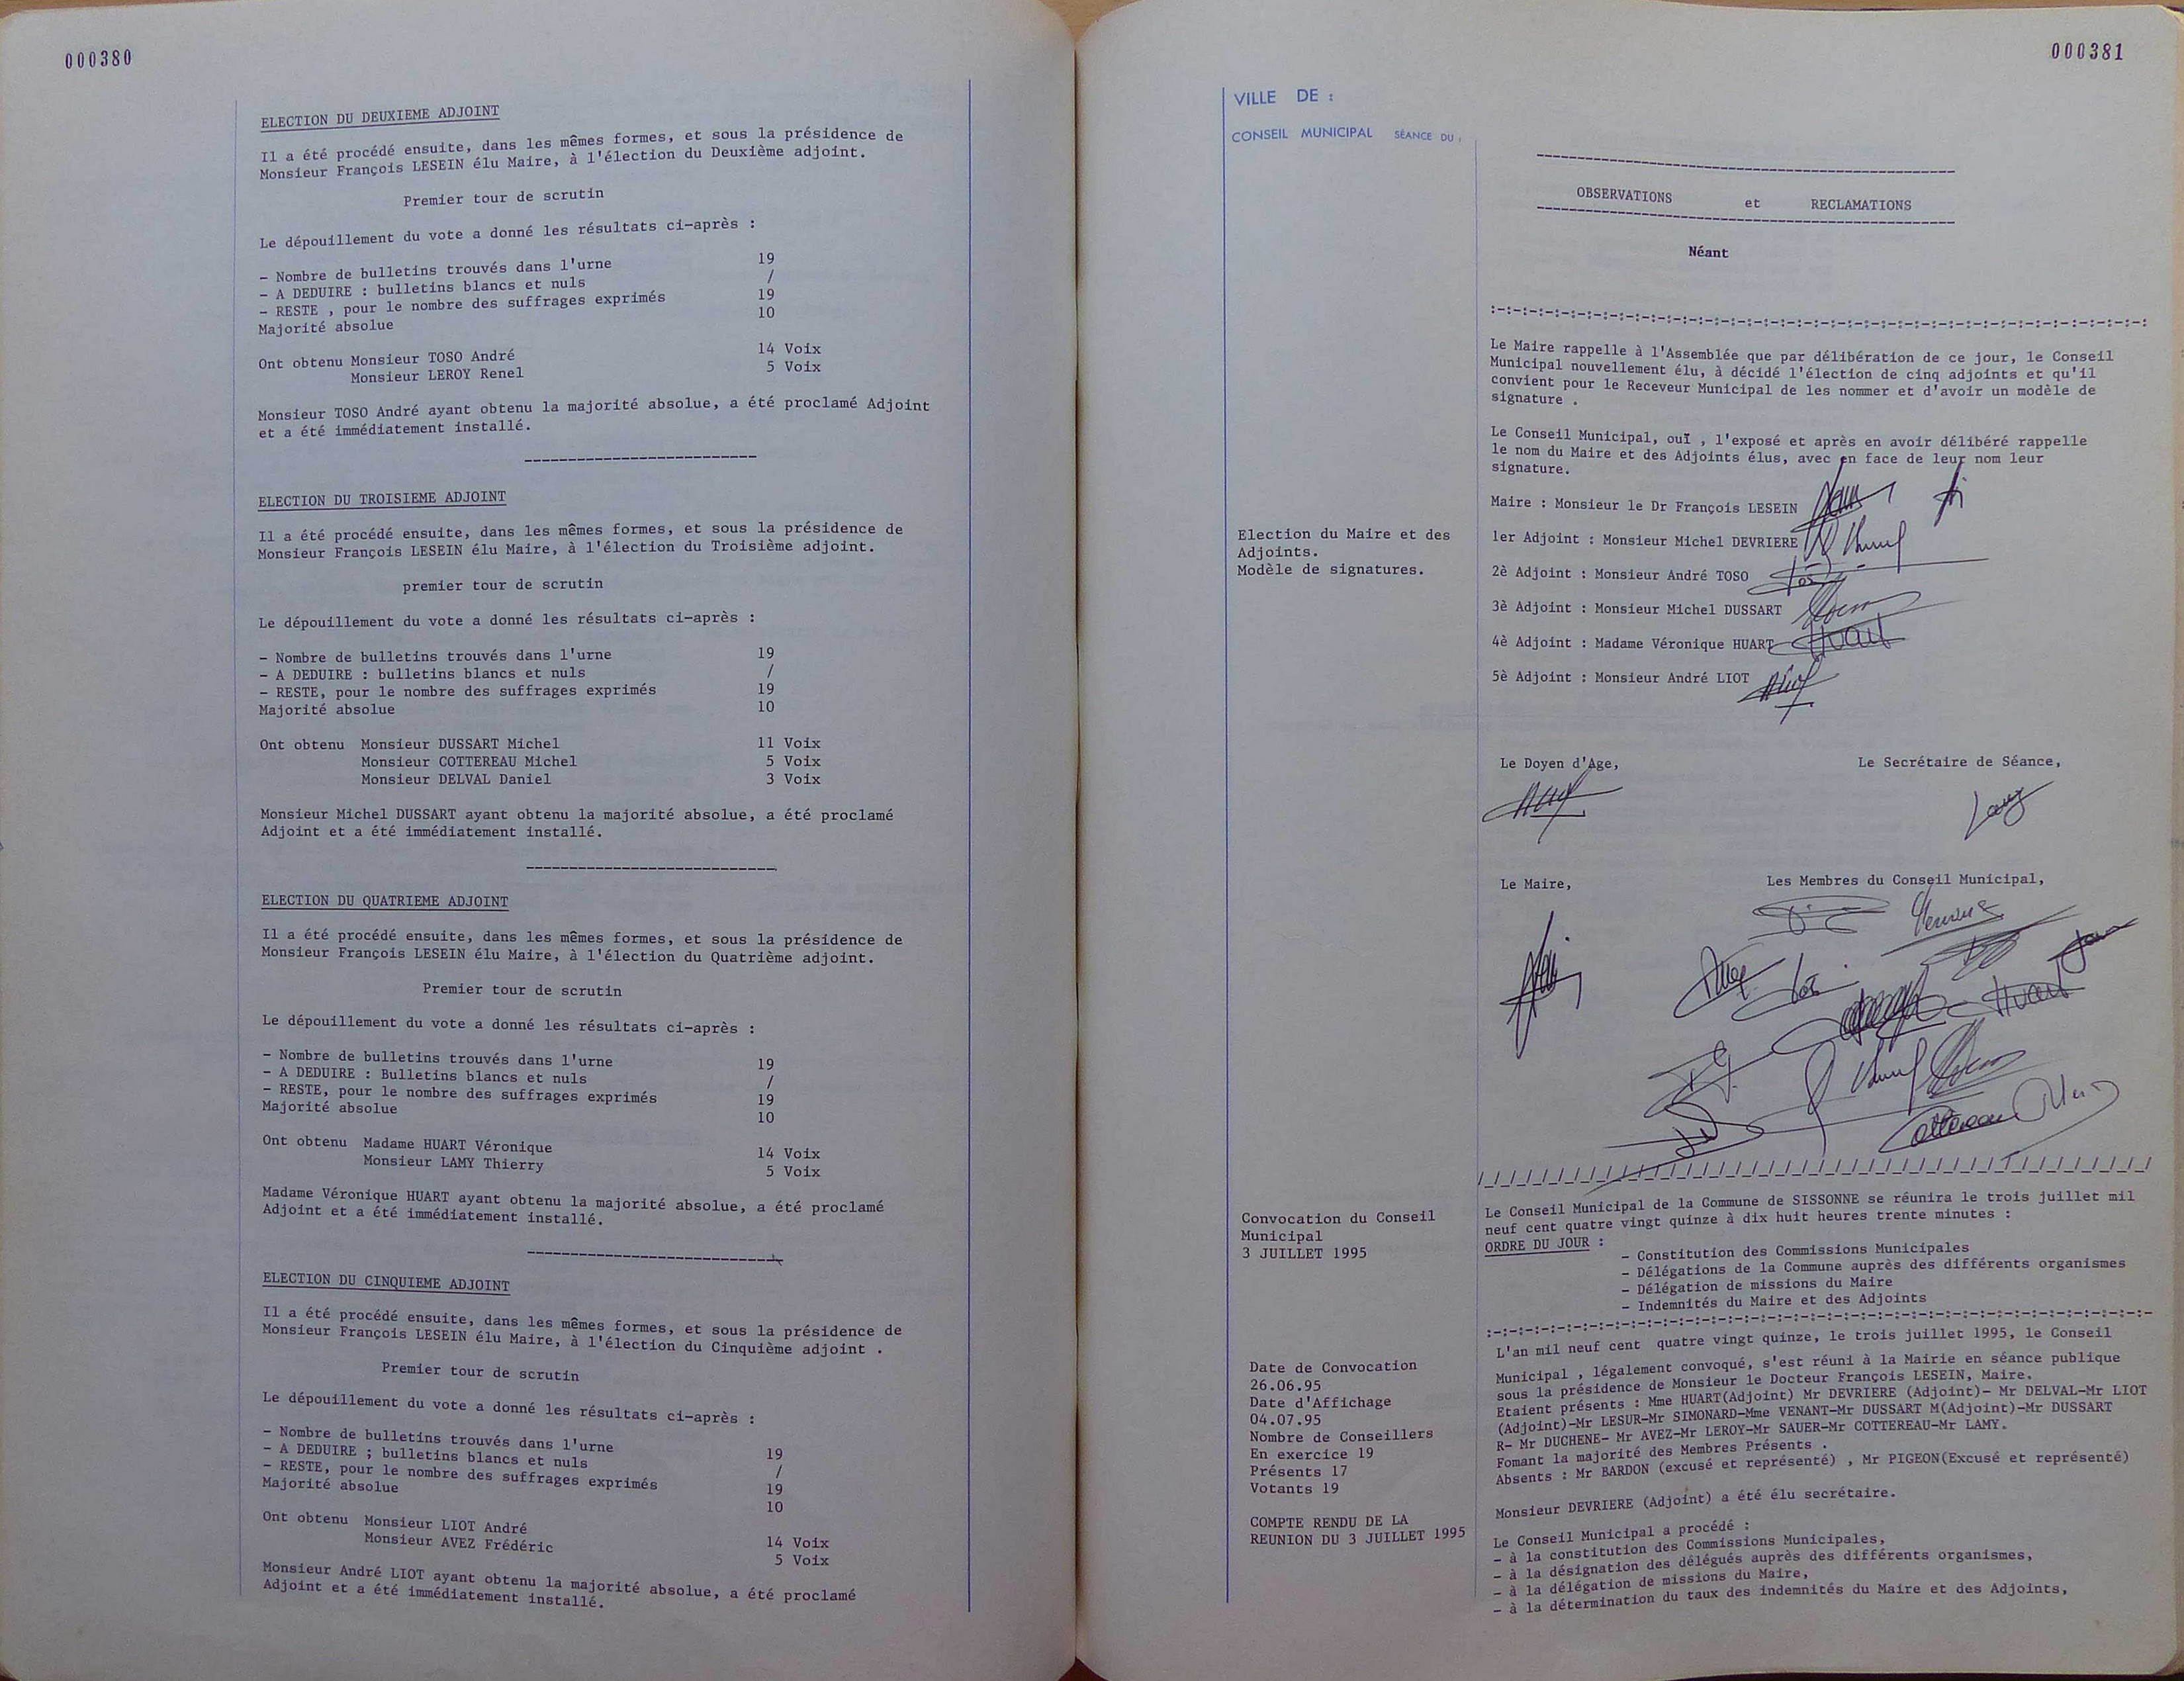 000380
ELECTION DU DEUXIEME ADJOINT
Il a été procédé ensuite, dans les mêmes formes, et sous la présidence de
Monsieur François LESEIN élu Maire, à l'élection du Deuxième adjoint.
Premier tour de scrutin
Le dépouillement du vote a donné les résultats ci-après :
- Nombre de bulletins trouvés dans l'urne 19
- A DEDUIRE : bulletins blancs et nuls /
- RESTE , pour le nombre des suffrages exprimés 19
Majorité absolue 10
Ont obtenu Monsieur TOSO André 14 Voix
Monsieur LEROY Renel 5 Voix
Monsieur TOSO André ayant obtenu la majorité absolue, a été proclamé Adjoint
et a été immédiatement installé.
---------------------------
ELECTION DU TROISIEME ADJOINT
Il a été procédé ensuite, dans les mêmes formes, et sous la présidence de
Monsieur François LESEIN élu Maire, à l'élection du Troisième adjoint.
premier tour de scrutin
Le dépouillement du vote a donné les résultats ci-après :
- Nombre de bulletins trouvés dans l'urne 19
- A DEDUIRE : bulletins blancs et nuls /
- RESTE, pour le nombre des suffrages exprimés 19
Majorité absolue 10
Ont obtenu Monsieur DUSSART Michel 11 Voix
Monsieur COTTEREAU Michel 5 Voix
Monsieur DELVAL Daniel 3 Voix
Monsieur Michel DUSSART ayant obtenu la majorité absolue, a été proclamé
Adjoint et a été immédiatement installé.
---------------------------
ELECTION DU QUATRIEME ADJOINT
Il a été procédé ensuite, dans les mêmes formes, et sous la présidence de
Monsieur François LESEIN élu Maire, à l'élection du Quatrième adjoint.
Premier tour de scrutin
Le dépouillement du vote a donné les résultats ci-après :
- Nombre de bulletins trouvés dans l'urne 19
- A DEDUIRE : Bulletins blancs et nuls /
- RESTE, pour le nombre des suffrages exprimés 19
Majorité absolue 10
Ont obtenu Madame HUART Véronique 14 Voix
Monsieur LAMY Thierry 5 Voix
Madame Véronique HUART ayant obtenu la majorité absolue, a été proclamé
Adjoint et a été immédiatement installé.
---------------------------
ELECTION DU CINQUIEME ADJOINT
Il a été procédé ensuite, dans les mêmes formes, et sous la présidence de
Monsieur François LESEIN élu Maire, à l'élection du Cinquième adjoint .
Premier tour de scrutin
Le dépouillement du vote a donné les résultats ci-après :
- Nombre de bulletins trouvés dans l'urne 19
- A DEDUIRE ; bulletins blancs et nuls /
- RESTE, pour le nombre des suffrages exprimés 19
Majorité absolue 10
Ont obtenu Monsieur LIOT André 14 Voix
Monsieur AVEZ Frédéric 5 Voix
Monsieur André LIOT ayant obtenu la majorité absolue, a été proclamé
Adjoint et a été immédiatement installé.
000381
VILLE DE :
CONSEIL MUNICIPAL SÉANCE DU :
OBSERVATIONS et RECLAMATIONS
Néant
Le Maire rappelle à l'Assemblée que par délibération de ce jour, le Conseil
Municipal nouvellement élu, à décidé l'élection de cinq adjoints et qu'il
convient pour le Receveur Municipal de les nommer et d'avoir un modèle de
signature .
Le Conseil Municipal, ouï , l'exposé et après en avoir délibéré rappelle
le nom du Maire et des Adjoints élus, avec en face de leur nom leur
signature.
Election du Maire et des
Adjoints.
Modèle de signatures.
Maire : Monsieur le Dr François LESEIN
1er Adjoint : Monsieur Michel DEVRIERE
2è Adjoint : Monsieur André TOSO
3è Adjoint : Monsieur Michel DUSSART
4è Adjoint : Madame Véronique HUART Huart
5è Adjoint : Monsieur André LIOT
Le Doyen d'Age, Le Secrétaire de Séance,
Le Maire, Les Membres du Conseil Municipal,
Huart
Cottereau
Convocation du Conseil
Municipal
3 JUILLET 1995
Le Conseil Municipal de la Commune de SISSONNE se réunira le trois juillet mil
neuf cent quatre vingt quinze à dix huit heures trente minutes :
ORDRE DU JOUR :
- Constitution des Commissions Municipales
- Délégations de la Commune auprès des différents organismes
- Délégation de missions du Maire
- Indemnités du Maire et des Adjoints
Date de Convocation
26.06.95
Date d'Affichage
04.07.95
Nombre de Conseillers
En exercice 19
Présents 17
Votants 19
COMPTE RENDU DE LA
REUNION DU 3 JUILLET 1995
L'an mil neuf cent quatre vingt quinze, le trois juillet 1995, le Conseil
Municipal , légalement convoqué, s'est réuni à la Mairie en séance publique
sous la présidence de Monsieur le Docteur François LESEIN, Maire.
Etaient présents : Mme HUART(Adjoint) Mr DEVRIERE (Adjoint)- Mr DELVAL-Mr LIOT
(Adjoint)-Mr LESUR-Mr SIMONARD-Mme VENANT-Mr DUSSART M(Adjoint)-Mr DUSSART
R- Mr DUCHENE- Mr AVEZ-Mr LEROY-Mr SAUER-Mr COTTEREAU-Mr LAMY.
Fomant la majorité des Membres Présents .
Absents : Mr BARDON (excusé et représenté) , Mr PIGEON(Excusé et représenté)
Monsieur DEVRIERE (Adjoint) a été élu secrétaire.
Le Conseil Municipal a procédé :
- à la constitution des Commissions Municipales,
- à la désignation des délégués auprès des différents organismes,
- à la délégation de missions du Maire,
- à la détermination du taux des indemnités du Maire et des Adjoints,